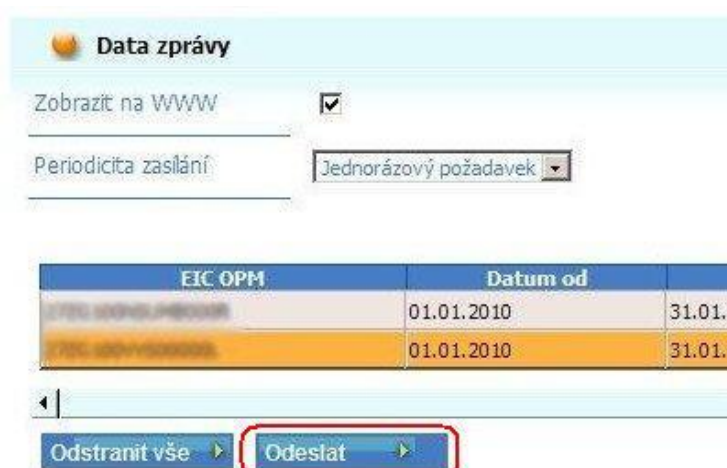 Data zprávy
Zobrazit na WWW
Periodicita zasílání Jednorázový požadavek
EIC OPM Datum od
01.01.2010 31.01.
01.01.2010 31.01.
Odstranit vše Odeslat